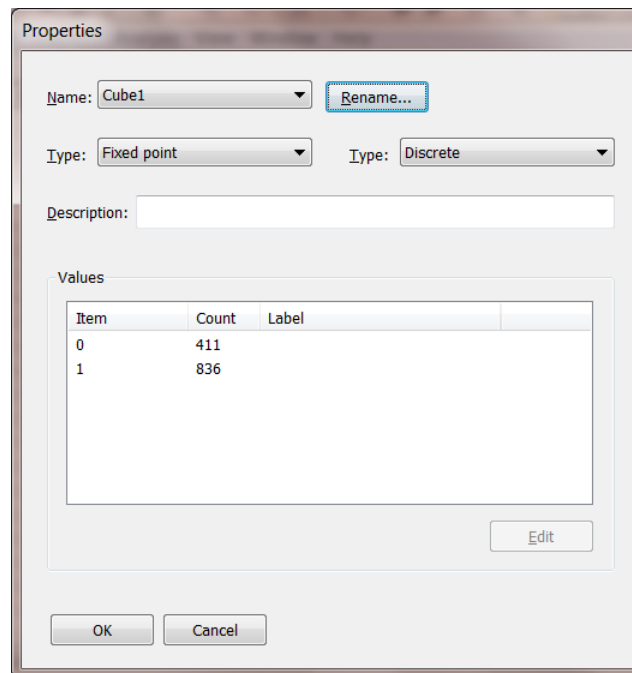 Properties
Name: Cube1 Rename...
Type: Fixed point Type: Discrete
Description:
Values
Item Count Label
0 411
1 836
Edit
OK Cancel